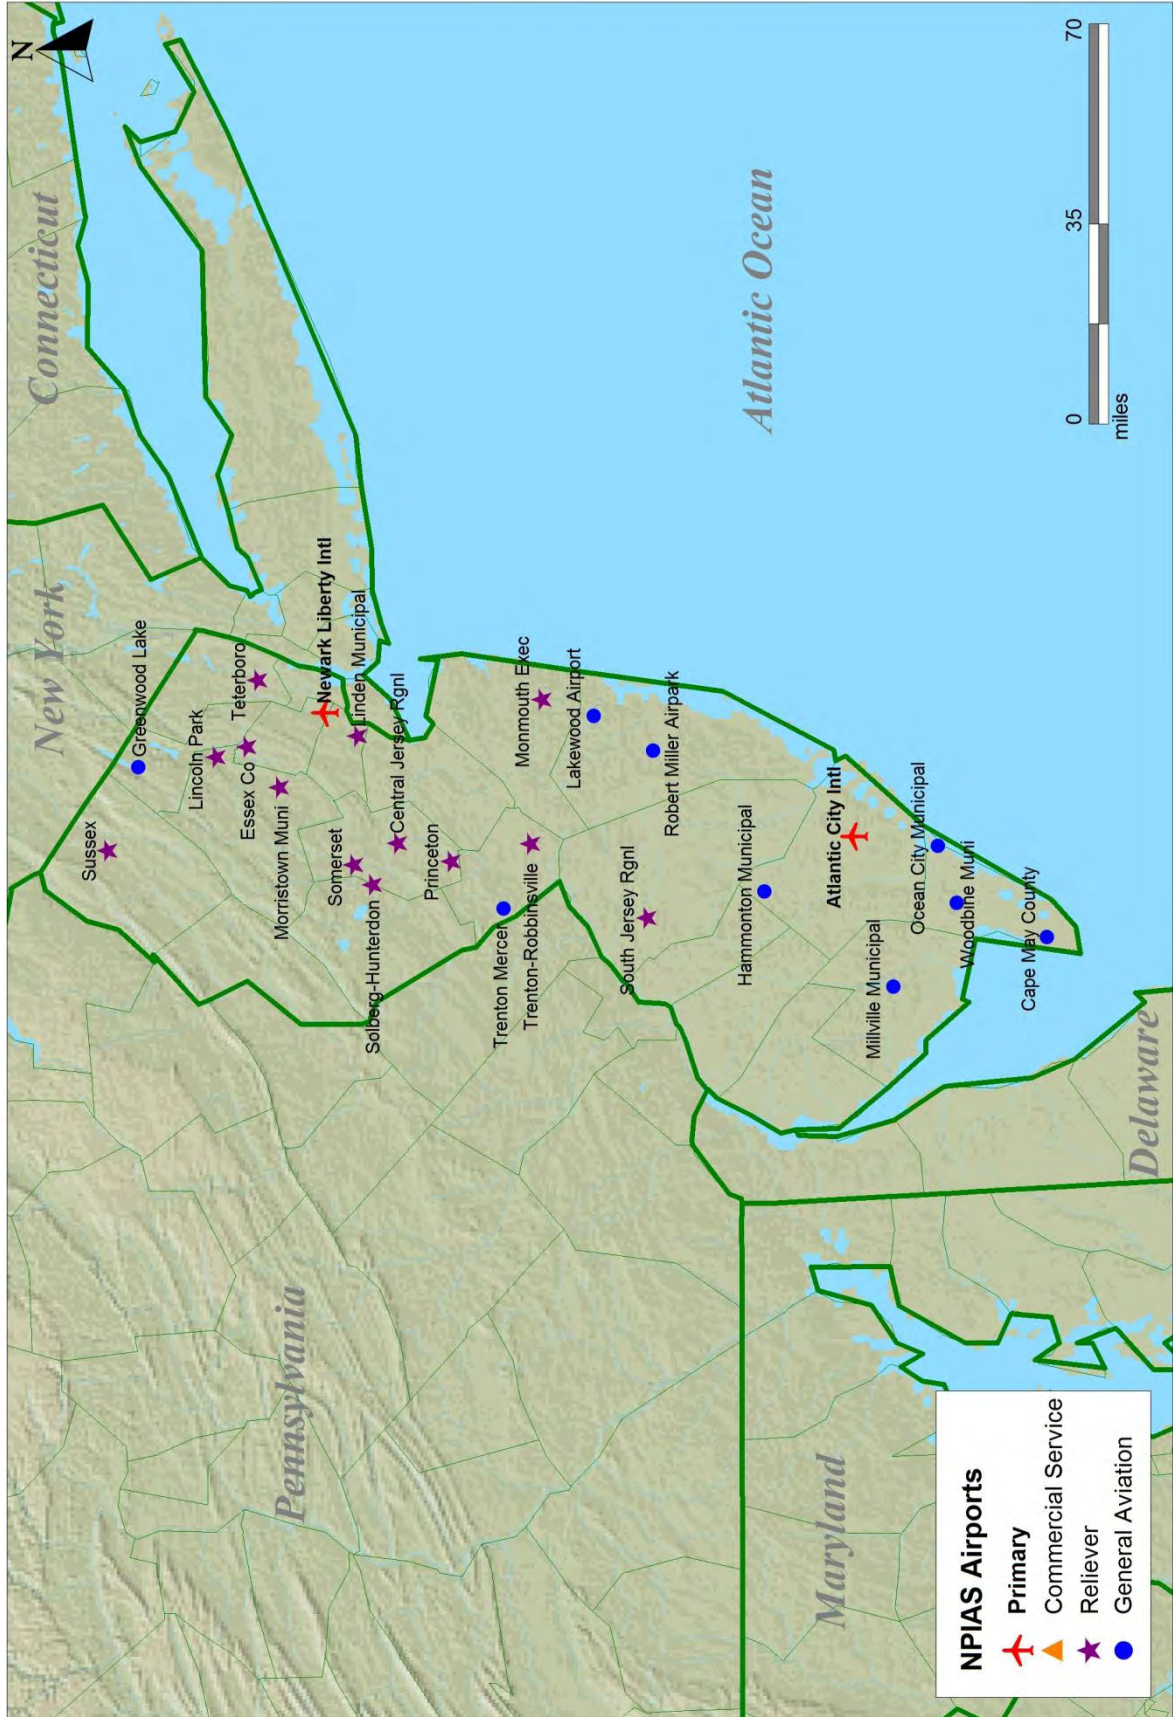 N
Connecticut
New York
Pennsylvania
Maryland
Delaware
Atlantic Ocean
Sussex
Greenwood Lake
Lincoln Park
Teterboro
Essex Co
Morristown Muni
Newark Liberty Intl
Linden Municipal
Somerset
Solberg-Hunterdon
Central Jersey Rgnl
Princeton
Trenton Mercer
Trenton-Robbinsville
Monmouth Exec
Lakewood Airport
Robert Miller Airpark
South Jersey Rgnl
Hammonton Municipal
Atlantic City Intl
Millville Municipal
Ocean City Municipal
Woodbine Muni
Cape May County
0 35 70
miles
NPIAS Airports
Primary
Commercial Service
Reliever
General Aviation